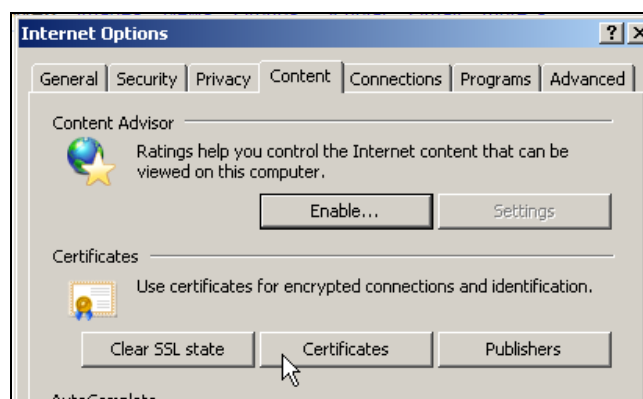 Internet Options
General Security Privacy Content Connections Programs Advanced
Content Advisor
Ratings help you control the Internet content that can be
viewed on this computer.
Enable... Settings
Certificates
Use certificates for encrypted connections and identification.
Clear SSL state Certificates Publishers
AutoComplete